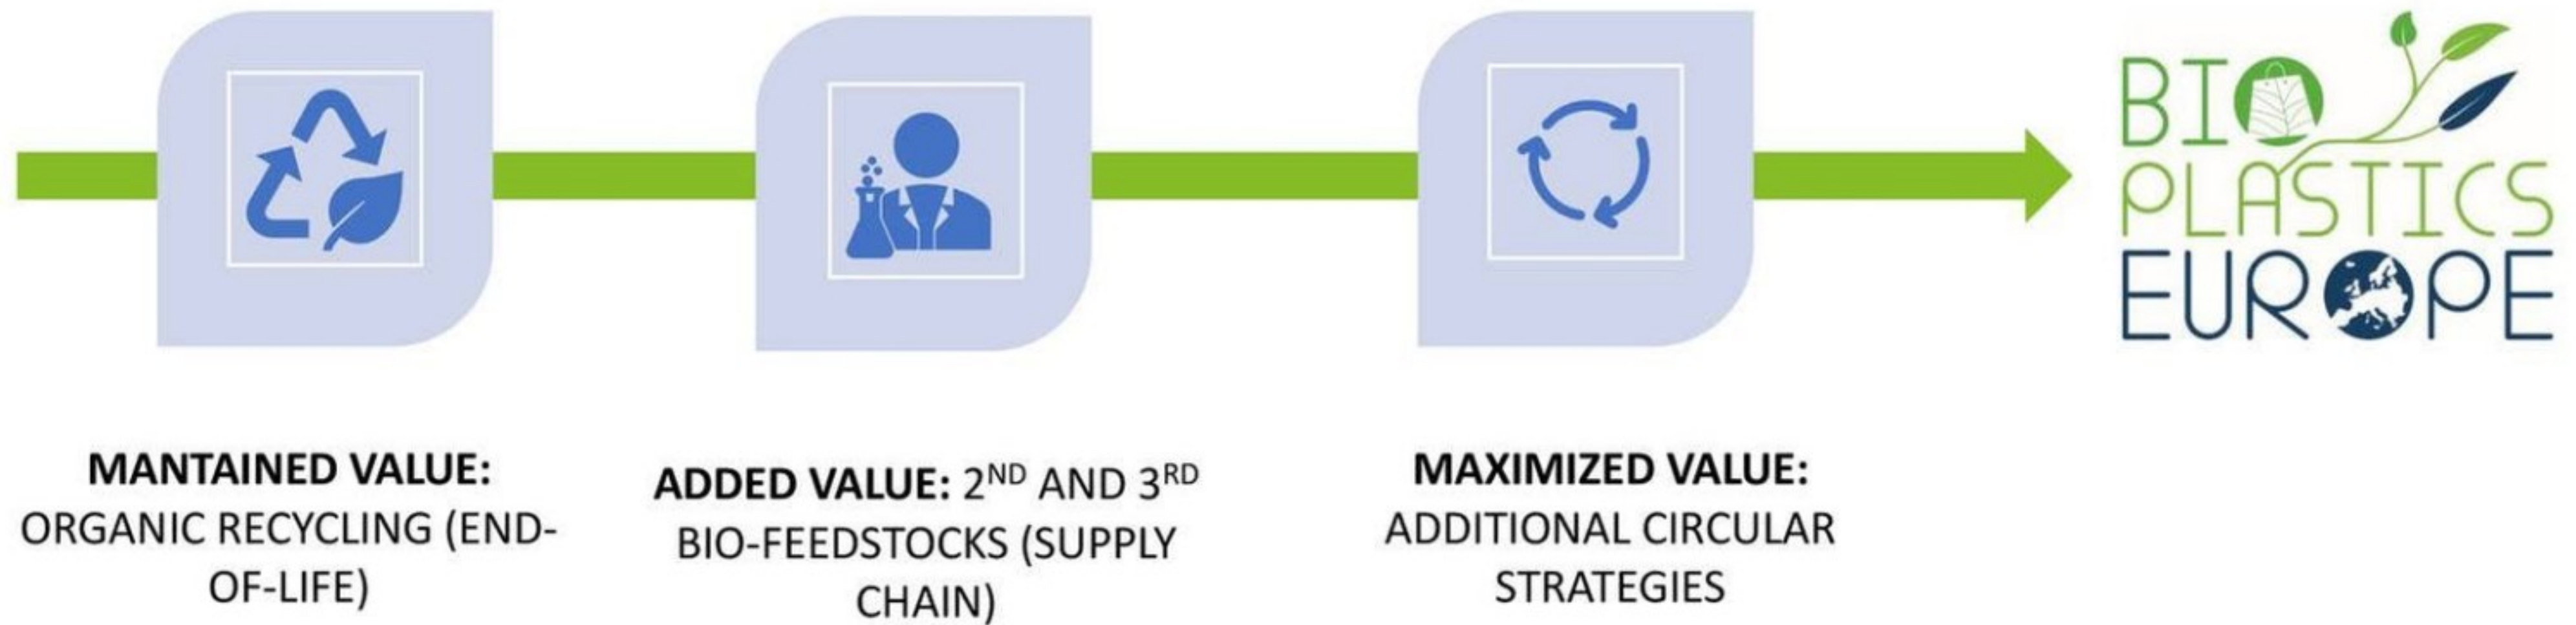 MANTAINED VALUE:
ORGANIC RECYCLING (END-
OF-LIFE)
ADDED VALUE: 2ND AND 3RD
BIO-FEEDSTOCKS (SUPPLY
CHAIN)
MAXIMIZED VALUE:
ADDITIONAL CIRCULAR
STRATEGIES
BIO
PLASTICS
EUROPE